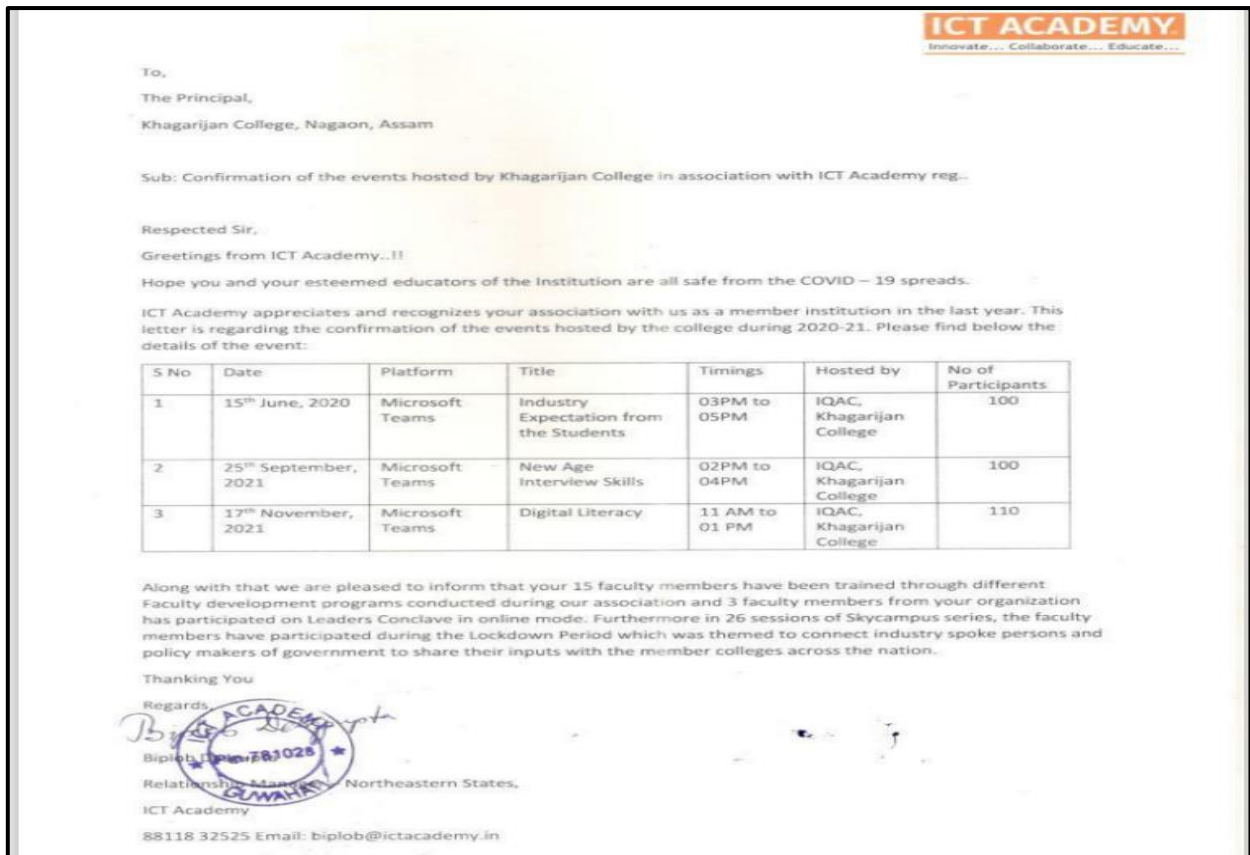 ICT ACADEMY
Innovate... Collaborate... Educate...
To,
The Principal,
Khagarijan College, Nagaon, Assam
Sub: Confirmation of the events hosted by Khagarijan College in association with ICT Academy reg..
Respected Sir,
Greetings from ICT Academy..!!
Hope you and your esteemed educators of the Institution are all safe from the COVID – 19 spreads.
ICT Academy appreciates and recognizes your association with us as a member institution in the last year. This
letter is regarding the confirmation of the events hosted by the college during 2020-21. Please find below the
details of the event:
S No Date Platform Title Timings Hosted by No of
Participants
1 15th June, 2020 Microsoft Industry 03PM to IQAC, 100
Teams Expectation from 05PM Khagarijan
the Students College
2 25th September, Microsoft New Age 02PM to IQAC, 100
2021 Teams Interview Skills 04PM Khagarijan
College
3 17th November, Microsoft Digital Literacy 11 AM to IQAC, 110
2021 Teams 01 PM Khagarijan
College
Along with that we are pleased to inform that your 15 faculty members have been trained through different
Faculty development programs conducted during our association and 3 faculty members from your organization
has participated on Leaders Conclave in online mode. Furthermore in 26 sessions of Skycampus series, the faculty
members have participated during the Lockdown Period which was themed to connect industry spoke persons and
policy makers of government to share their inputs with the member colleges across the nation.
Thanking You
Regards,
ICT ACADEMY
781028
GUWAHATI
Biplob
Relationship Northeastern States,
ICT Academy
88118 32525 Email: biplob@ictacademy.in